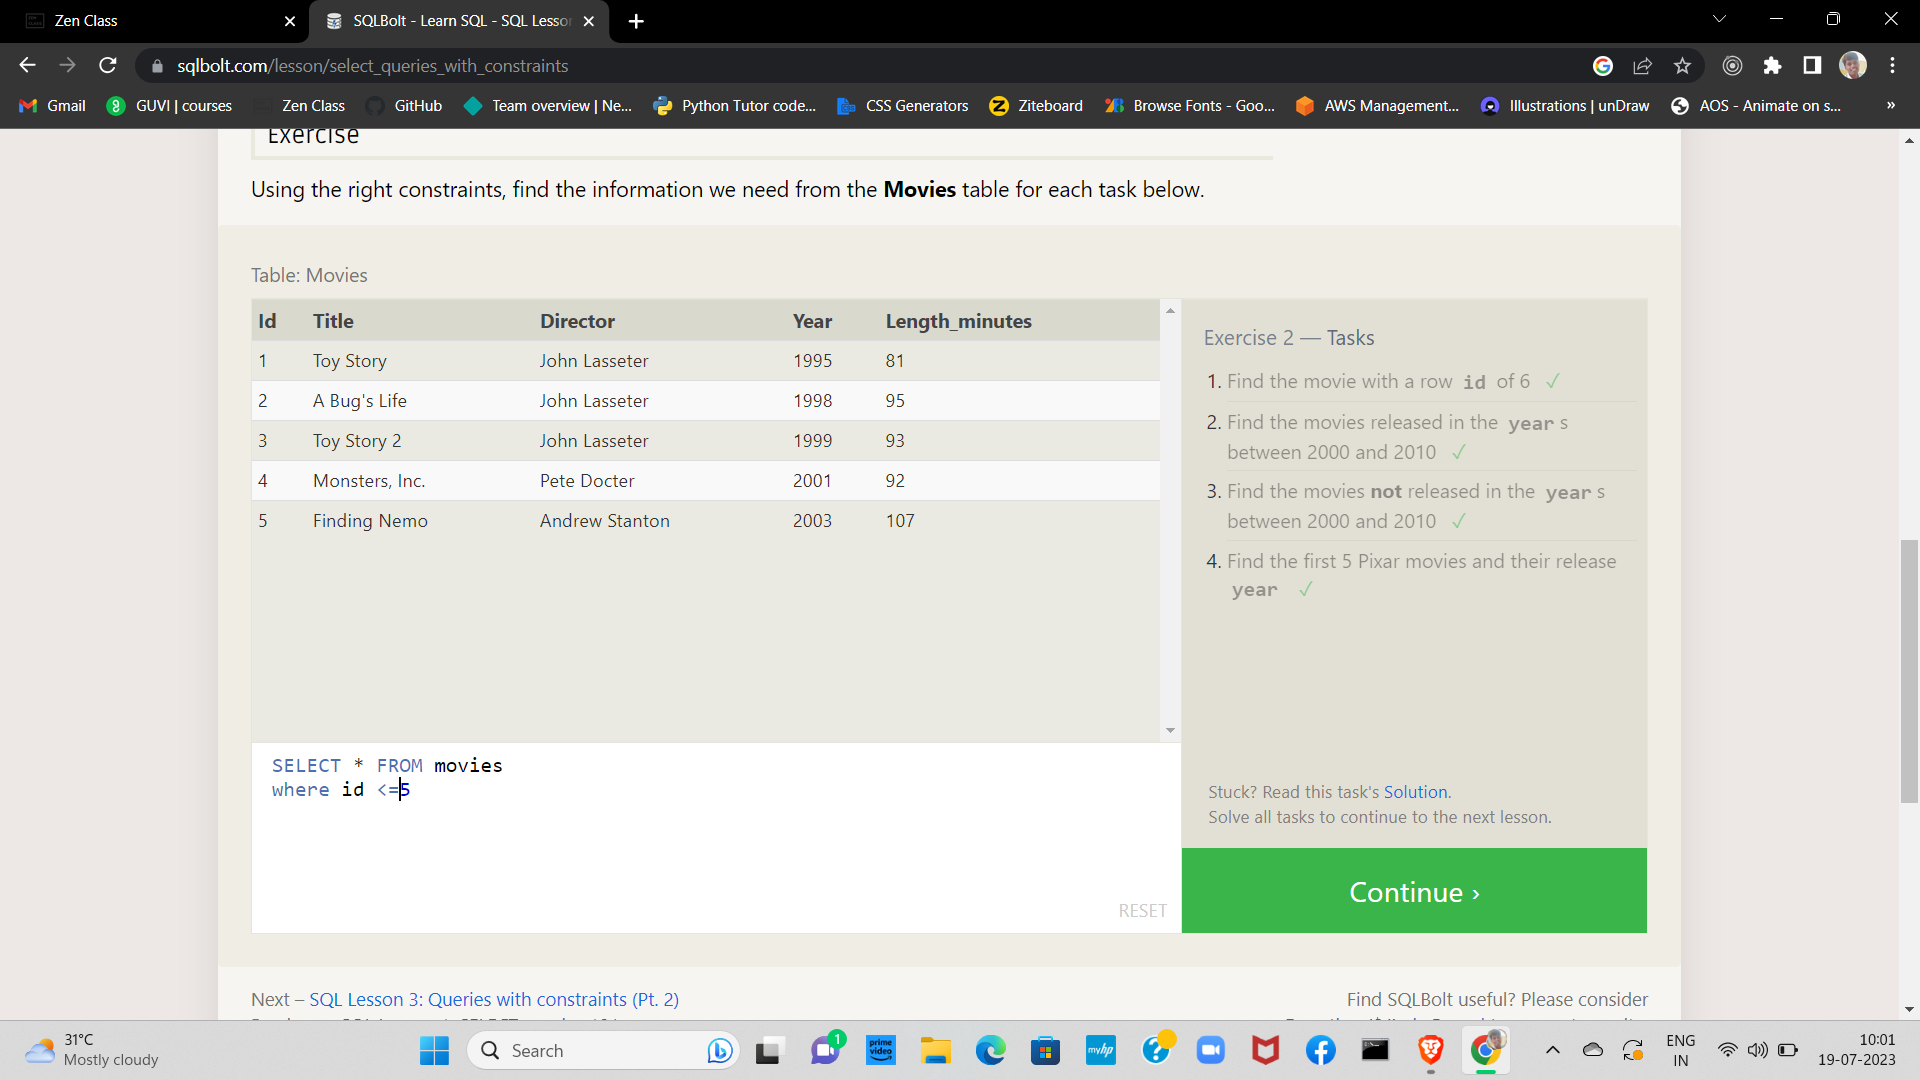 Zen Class
SQLBolt - Learn SQL - SQL Lesson
sqlbolt.com/lesson/select_queries_with_constraints
Gmail
GUVI | courses
Zen Class
GitHub
Team overview | Ne...
Python Tutor code...
CSS Generators
Ziteboard
Browse Fonts - Goo...
AWS Management...
Illustrations | unDraw
AOS - Animate on s...
»
Exercise
Using the right constraints, find the information we need from the Movies table for each task below.
Table: Movies
Id Title Director Year Length_minutes
1 Toy Story John Lasseter 1995 81
2 A Bug's Life John Lasseter 1998 95
3 Toy Story 2 John Lasseter 1999 93
4 Monsters, Inc. Pete Docter 2001 92
5 Finding Nemo Andrew Stanton 2003 107
SELECT * FROM movies
where id <=5
RESET
Exercise 2 — Tasks
1. Find the movie with a row id of 6 ✓
2. Find the movies released in the year s
between 2000 and 2010 ✓
3. Find the movies not released in the year s
between 2000 and 2010 ✓
4. Find the first 5 Pixar movies and their release
year ✓
Stuck? Read this task's Solution.
Solve all tasks to continue to the next lesson.
Continue ›
Next – SQL Lesson 3: Queries with constraints (Pt. 2)
Find SQLBolt useful? Please consider
31°C
Mostly cloudy
Search
1
prime
video
myhp
ENG
IN
10:01
19-07-2023